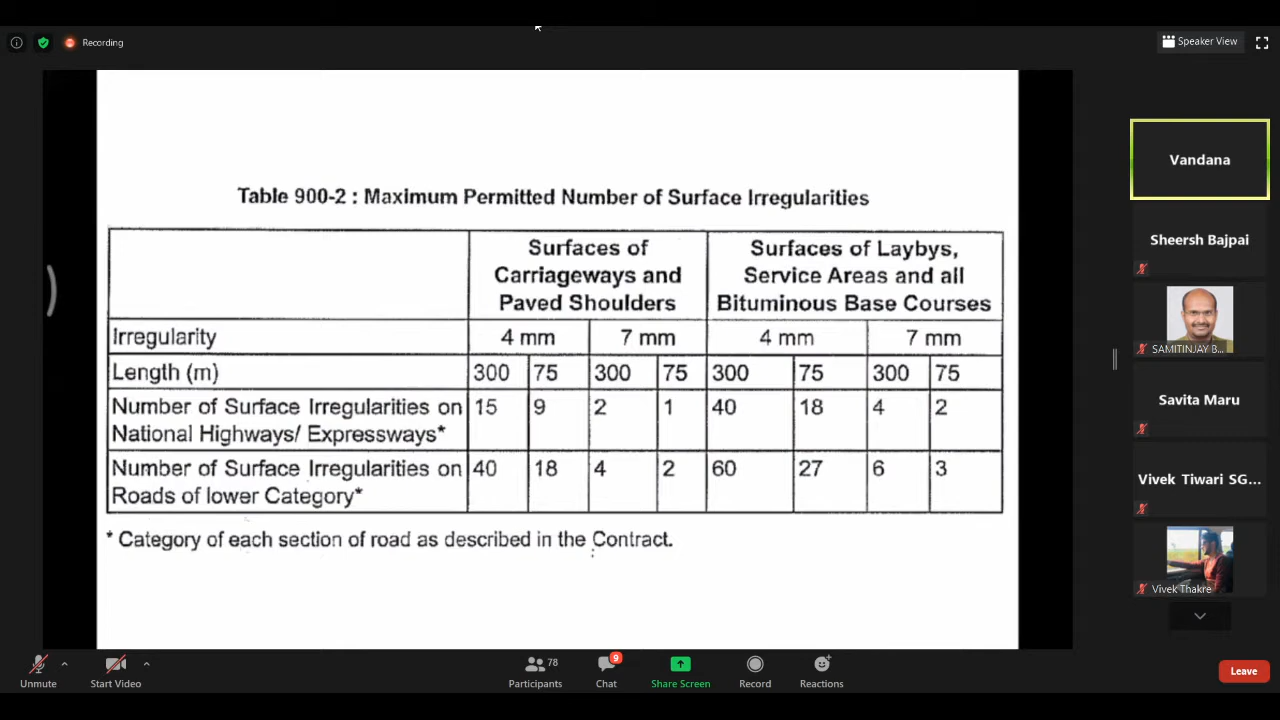 Recording
Speaker View
Table 900-2 : Maximum Permitted Number of Surface Irregularities
Surfaces of Carriageways and Paved Shoulders
Surfaces of Laybys, Service Areas and all Bituminous Base Courses
Irregularity 4 mm 7 mm 4 mm 7 mm
Length (m) 300 75 300 75 300 75 300 75
Number of Surface Irregularities on National Highways/ Expressways* 15 9 2 1 40 18 4 2
Number of Surface Irregularities on Roads of lower Category* 40 18 4 2 60 27 6 3
* Category of each section of road as described in the Contract.
Vandana
Sheersh Bajpai
SAMITINJAY B...
Savita Maru
Vivek Tiwari SG...
Vivek Thakre
Unmute
Start Video
78
Participants
9
Chat
Share Screen
Record
Reactions
Leave